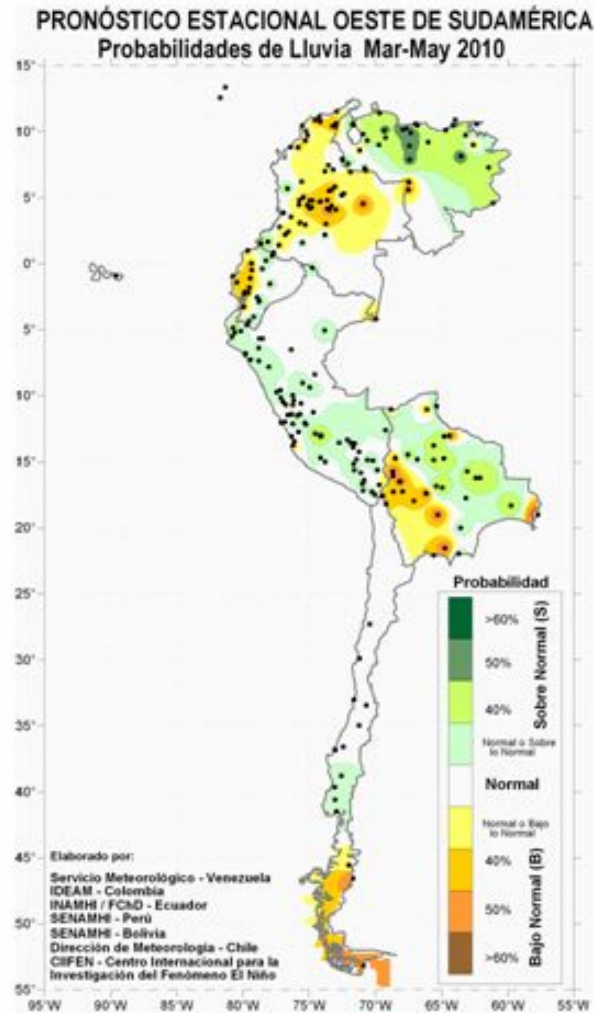 PRONÓSTICO ESTACIONAL OESTE DE SUDAMÉRICA
Probabilidades de Lluvia Mar-May 2010
15°
10°
5°
0°
5°
10°
15°
20°
25°
30°
35°
40°
45°
50°
55°
95°W 90°W 85°W 80°W 75°W 70°W 65°W 60°W 55°W
Probabilidad
>60%
50%
40%
Normal o Sobre
lo Normal
Normal
Normal o Bajo
lo Normal
40%
50%
>60%
Sobre Normal (S)
Bajo Normal (B)
Elaborado por:
Servicio Meteorológico - Venezuela
IDEAM - Colombia
INAMHI / FChD - Ecuador
SENAMHI - Perú
SENAMHI - Bolivia
Dirección de Meteorología - Chile
CIIFEN - Centro Internacional para la
Investigación del Fenómeno El Niño